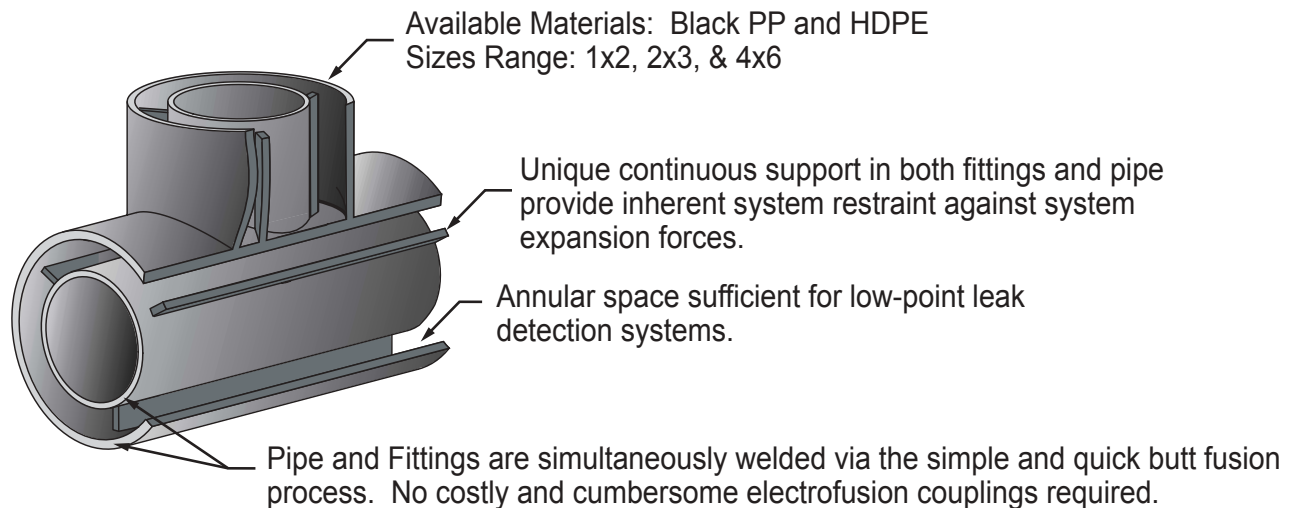 Available Materials:  Black PP and HDPE
Sizes Range: 1x2, 2x3, & 4x6
Unique continuous support in both fittings and pipe
provide inherent system restraint against system
expansion forces.
Annular space sufficient for low-point leak
detection systems.
Pipe and Fittings are simultaneously welded via the simple and quick butt fusion
process.  No costly and cumbersome electrofusion couplings required.